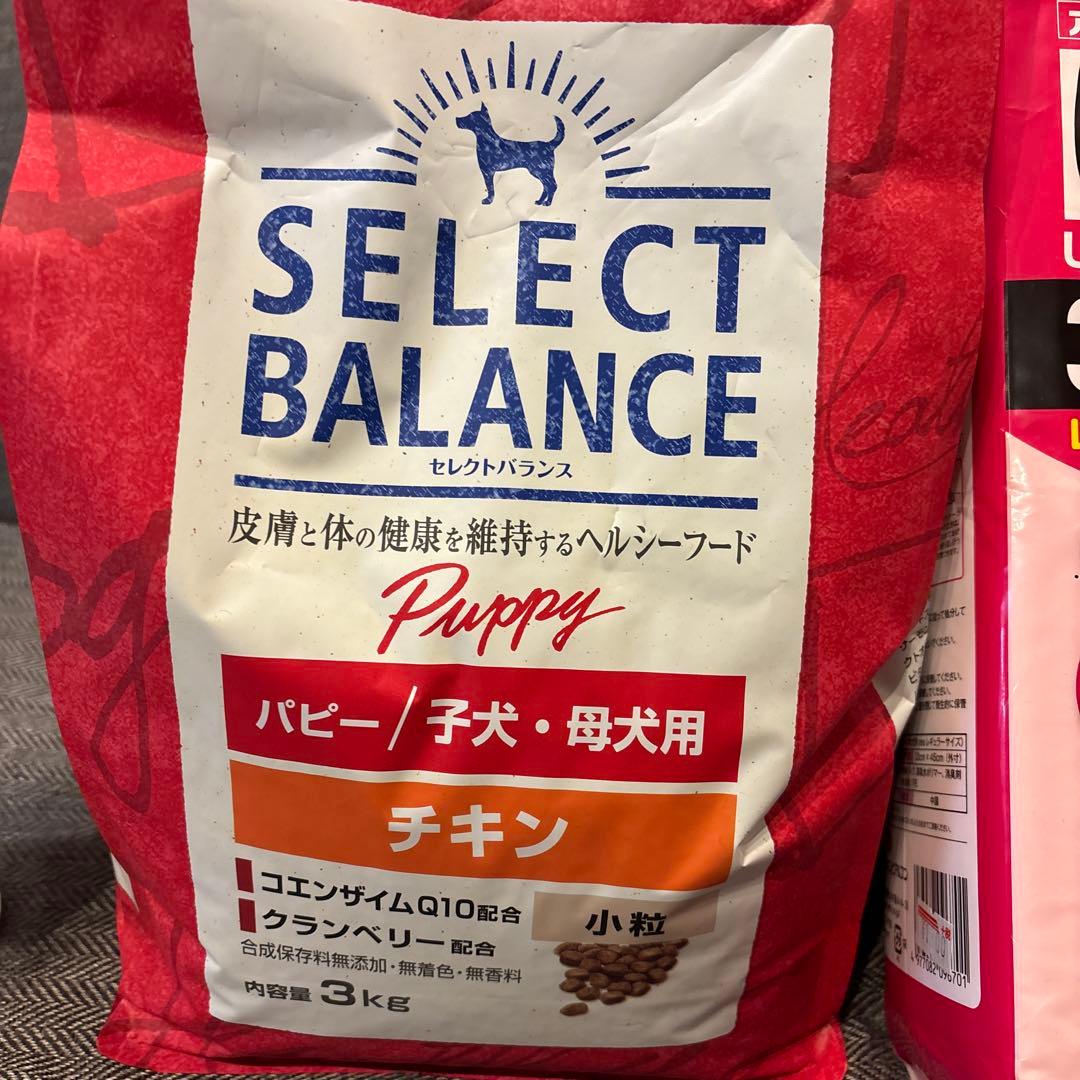 SELECT
BALANCE
セレクトバランス
皮膚と体の健康を維持するヘルシーフード
Puppy
パピー/子犬・母犬用
チキン
コエンザイムQ10配合
クランベリー配合
小粒
合成保存料無添加・無着色・無香料
内容量 3kg
中国
4977082096701